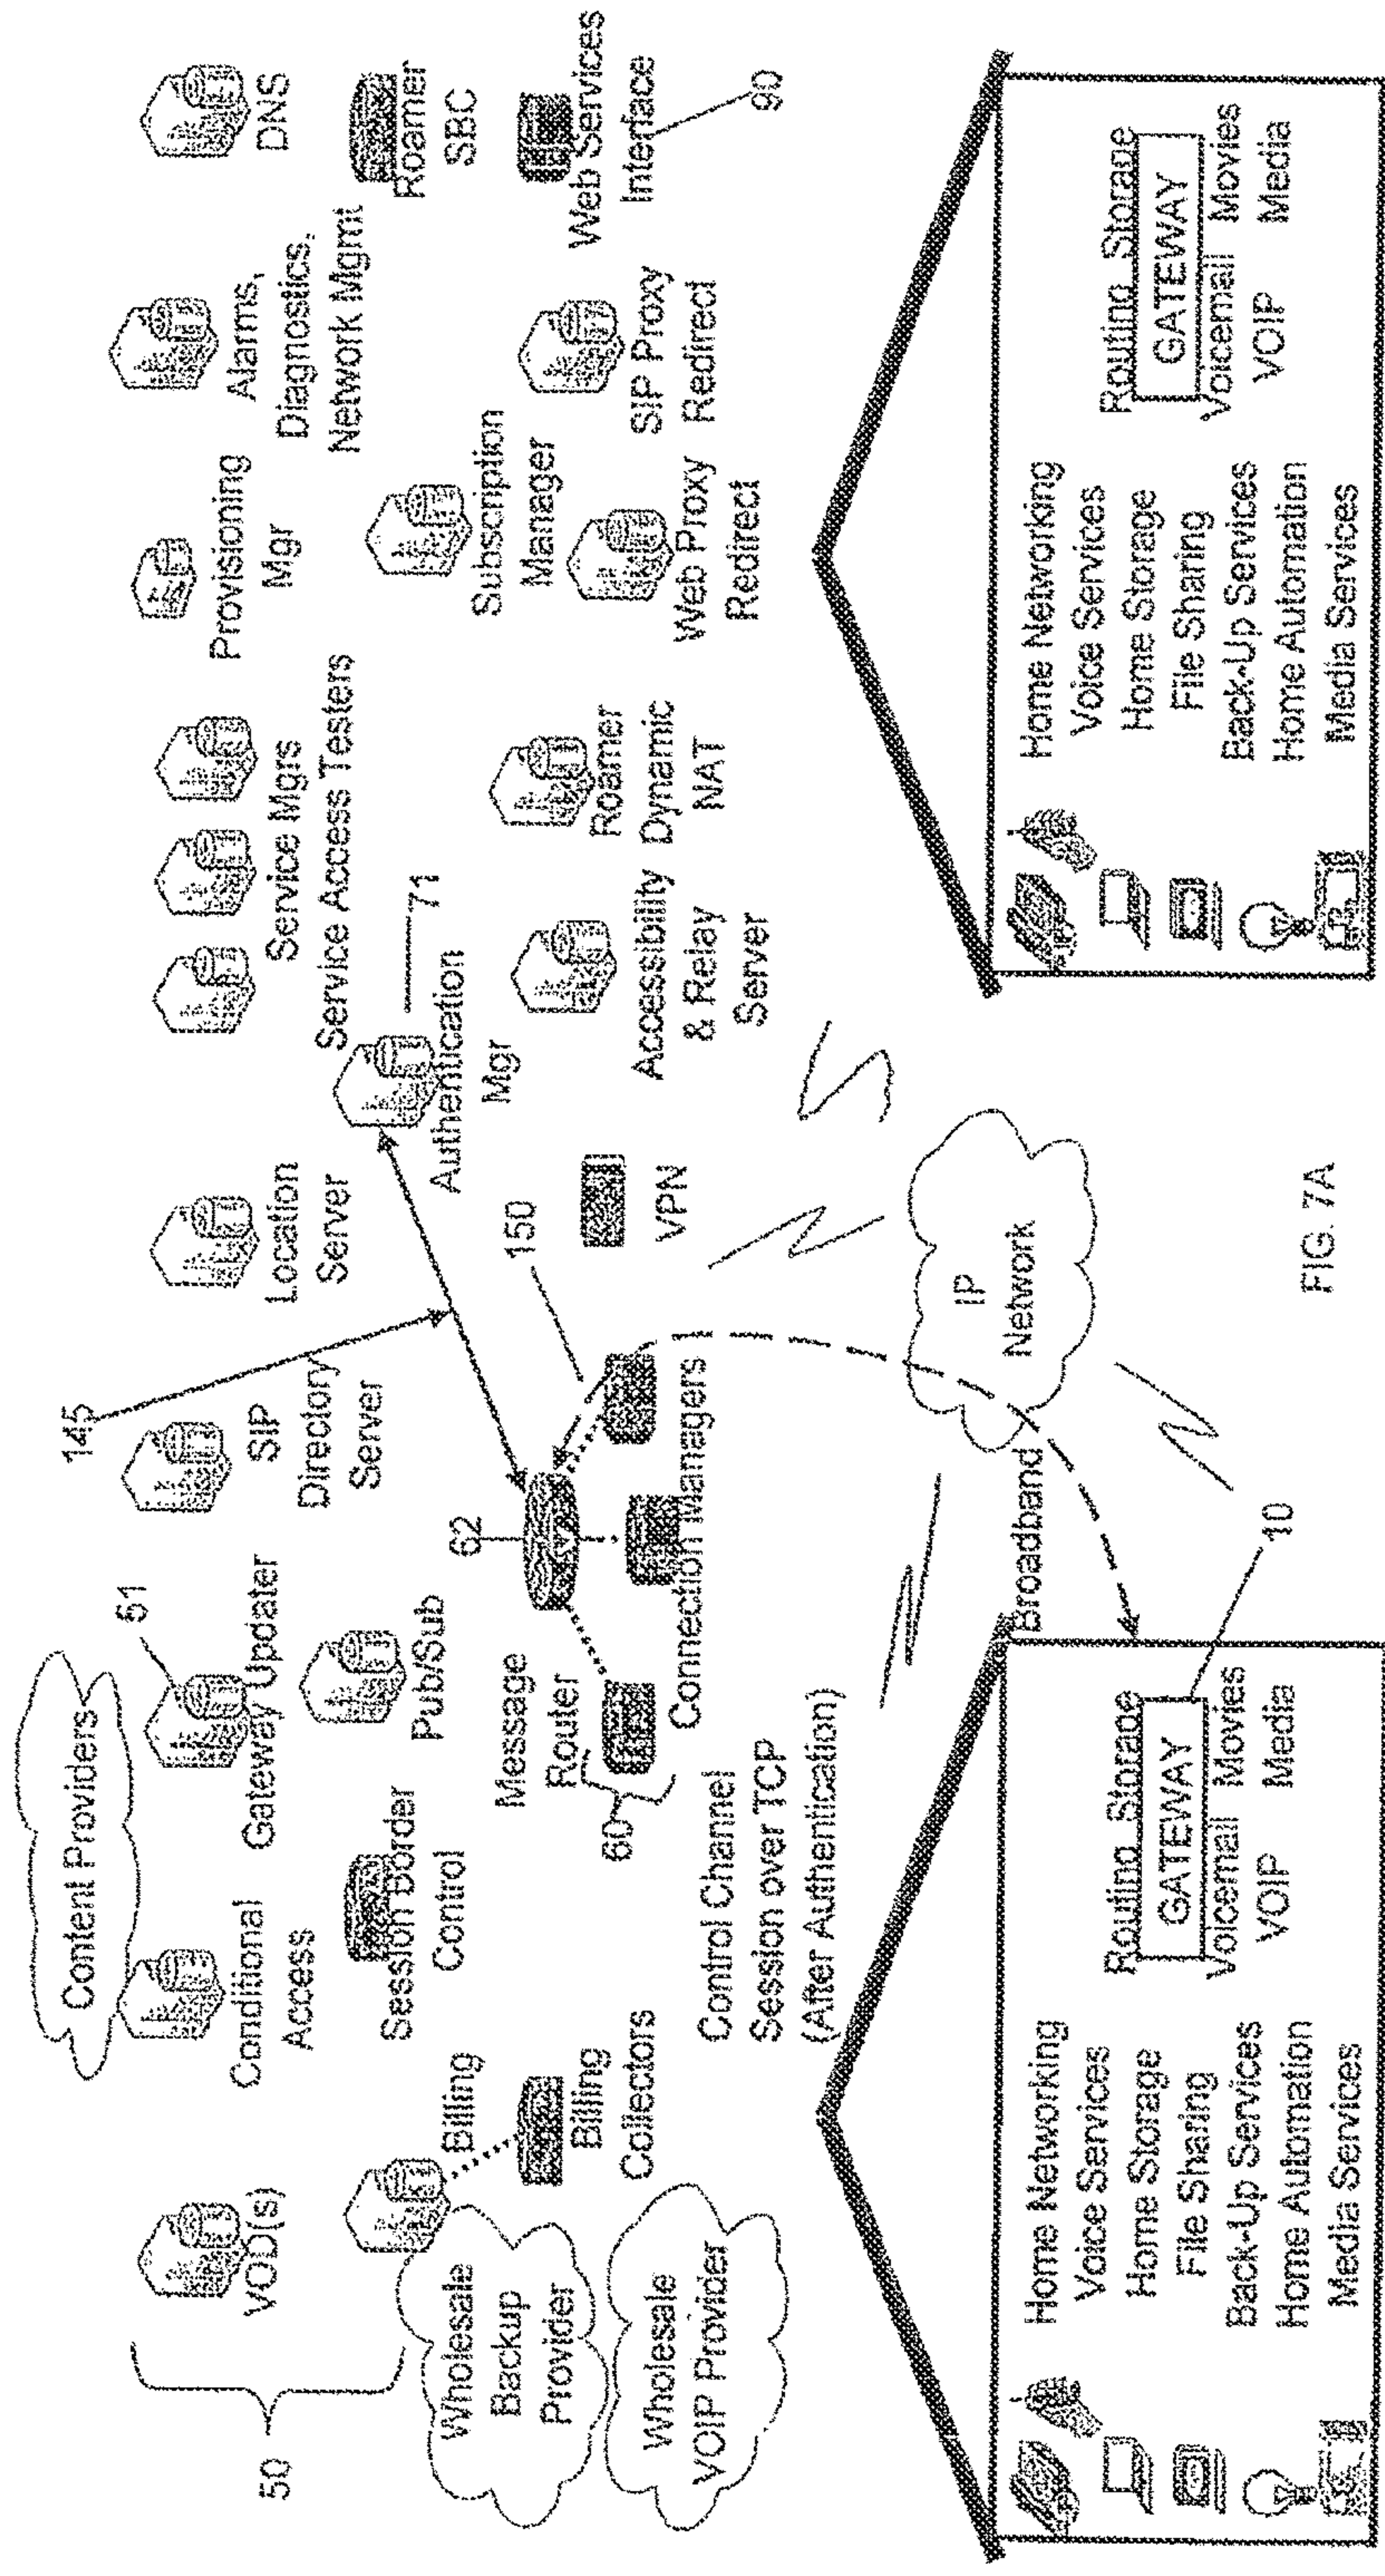 Content Providers
50
VOD(s)
Conditional
Access
51
Gateway Updater
145
SIP
Directory
Server
Location
Server
Service Mgrs
Service Access Testers
Provisioning
Mgr
Alarms,
Diagnostics,
Network Mgmt
DNS
Billing
Billing
Collectors
Session Border
Control
Pub/Sub
Authentication
Mgr
71
Subscription
Manager
Roamer
SBC
Wholesale
Backup
Provider
Wholesale
VOIP Provider
Message
Router
62
60
Connection Managers
150
VPN
Accessibility
& Relay
Server
Roamer
Dynamic
NAT
Web Proxy
Redirect
SIP Proxy
Redirect
Web Services
Interface
90
Control Channel
Session over TCP
(After Authentication)
IP
Network
Broadband
10
Home Networking
Voice Services
Home Storage
File Sharing
Back-Up Services
Home Automation
Media Services
Routing Storage
GATEWAY
Voicemail Movies
VOIP Media
Home Networking
Voice Services
Home Storage
File Sharing
Back-Up Services
Home Automation
Media Services
Routing Storage
GATEWAY
Voicemail Movies
VOIP Media
FIG. 7A